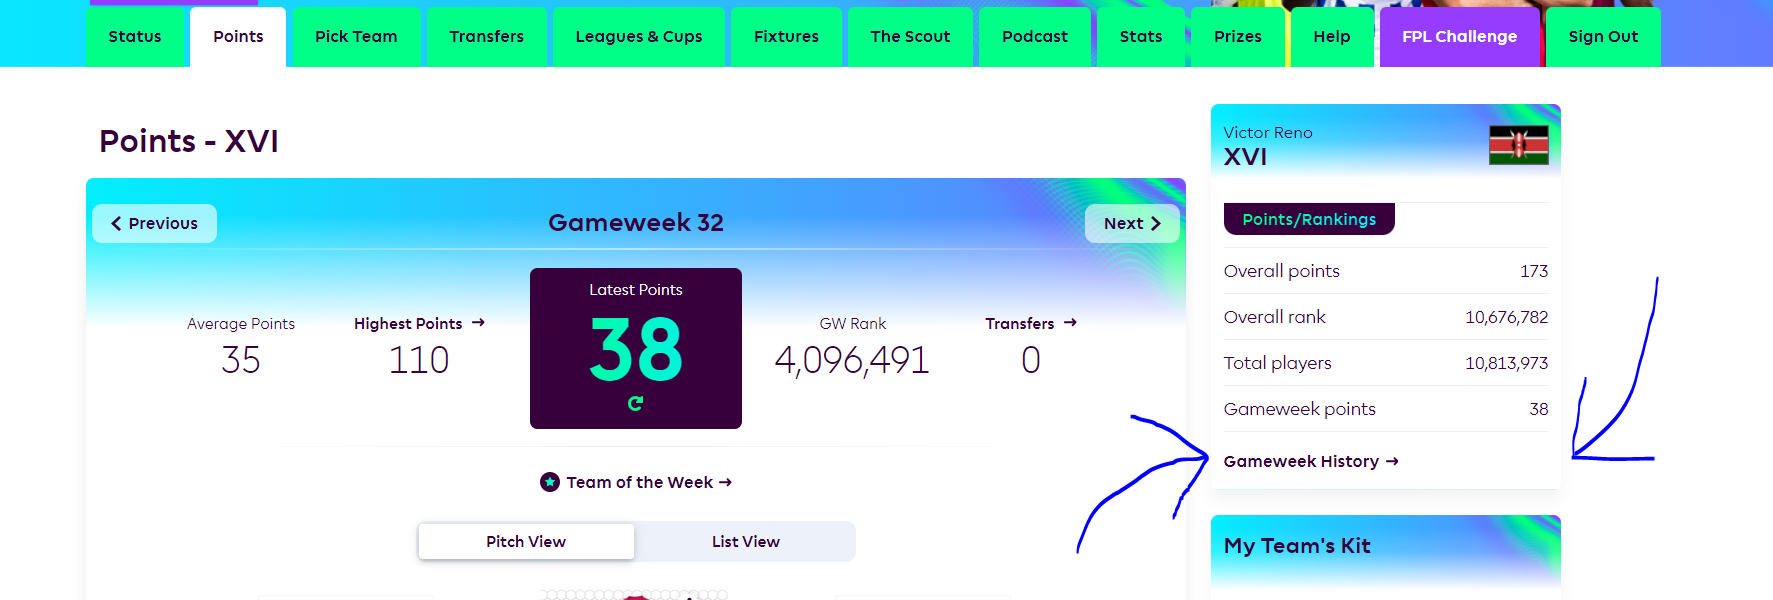 Status Points Pick Team Transfers Leagues & Cups Fixtures The Scout Podcast Stats Prizes Help FPL Challenge Sign Out
Points - XVI
Previous Gameweek 32 Next
Average Points
35
Highest Points →
110
Latest Points
38
GW Rank
4,096,491
Transfers →
0
Team of the Week →
Pitch View List View
Victor Reno
XVI
Points/Rankings
Overall points 173
Overall rank 10,676,782
Total players 10,813,973
Gameweek points 38
Gameweek History →
My Team's Kit